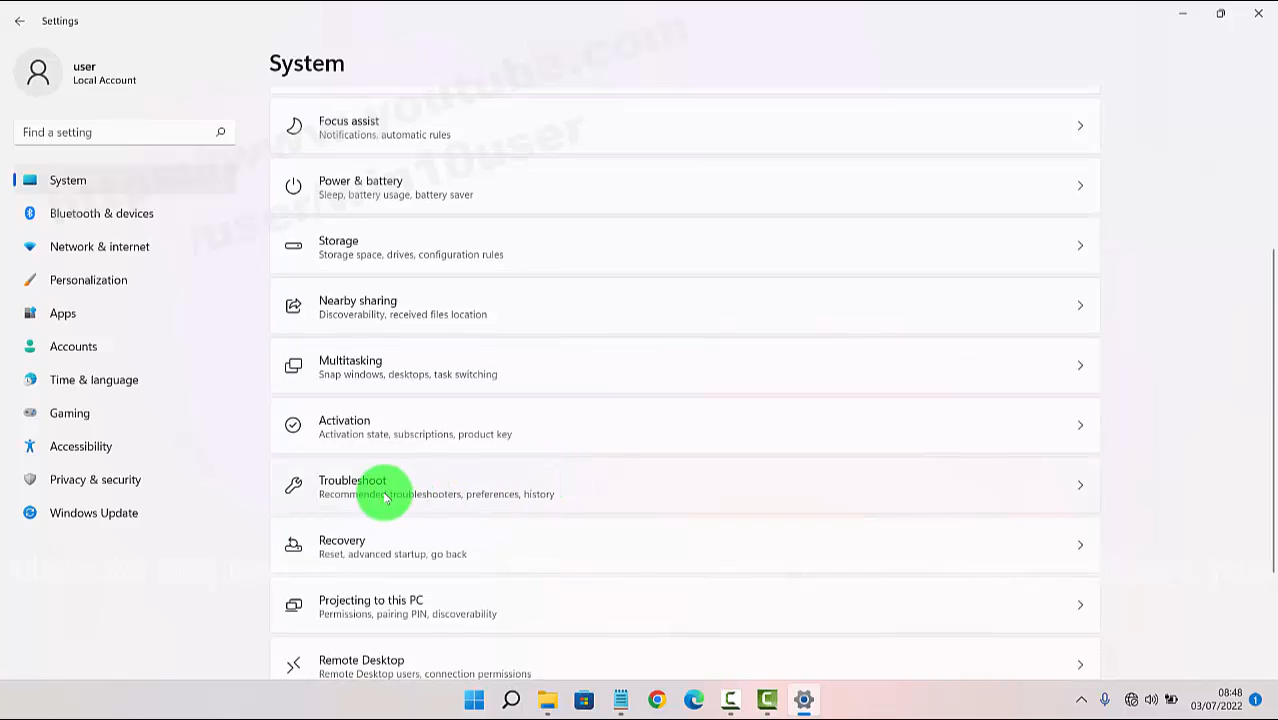 Settings
user
Local Account
Find a setting
System
Bluetooth & devices
Network & internet
Personalization
Apps
Accounts
Time & language
Gaming
Accessibility
Privacy & security
Windows Update
System
Focus assist
Notifications, automatic rules
Power & battery
Sleep, battery usage, battery saver
Storage
Storage space, drives, configuration rules
Nearby sharing
Discoverability, received files location
Multitasking
Snap windows, desktops, task switching
Activation
Activation state, subscriptions, product key
Troubleshoot
Recommended troubleshooters, preferences, history
Recovery
Reset, advanced startup, go back
Projecting to this PC
Permissions, pairing PIN, discoverability
Remote Desktop
Remote Desktop users, connection permissions
08:48
03/07/2022
1